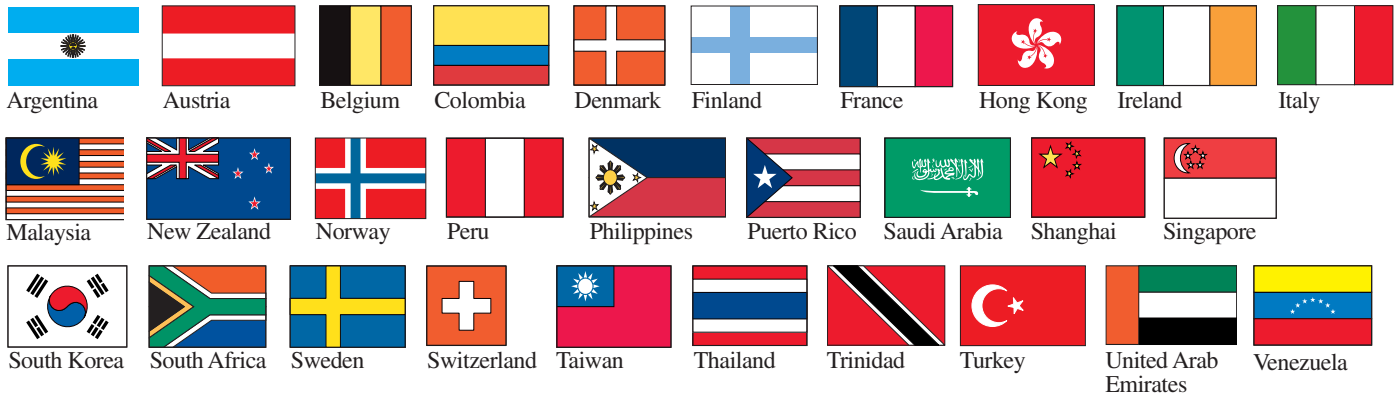 Argentina Austria Belgium Colombia Denmark Finland France Hong Kong Ireland Italy
Malaysia New Zealand Norway Peru Philippines Puerto Rico Saudi Arabia Shanghai Singapore
South Korea South Africa Sweden Switzerland Taiwan Thailand Trinidad Turkey United Arab Venezuela
Emirates